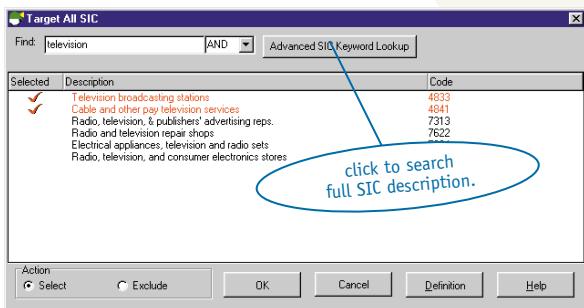 Target All SIC
Find: television AND Advanced SIC Keyword Lookup
Selected Description Code
Television broadcasting stations 4833
Cable and other pay television services 4841
Radio, television, & publishers' advertising reps. 7313
Radio and television repair shops 7622
Electrical appliances, television and radio sets
Radio, television, and consumer electronics stores
click to search
full SIC description.
Action
Select Exclude OK Cancel Definition Help